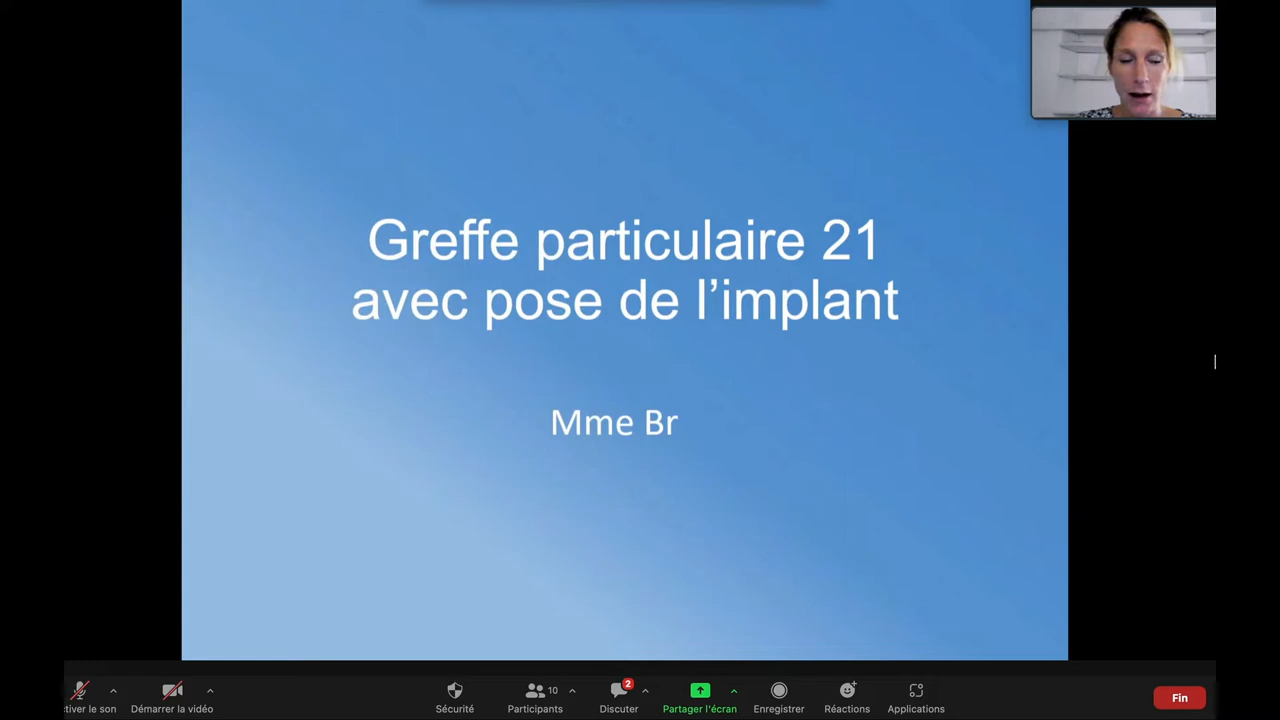 Greffe particulaire 21
avec pose de l’implant
Mme Br
ctiver le son
Démarrer la vidéo
Sécurité
10
Participants
2
Discuter
Partager l'écran
Enregistrer
Réactions
Applications
Fin